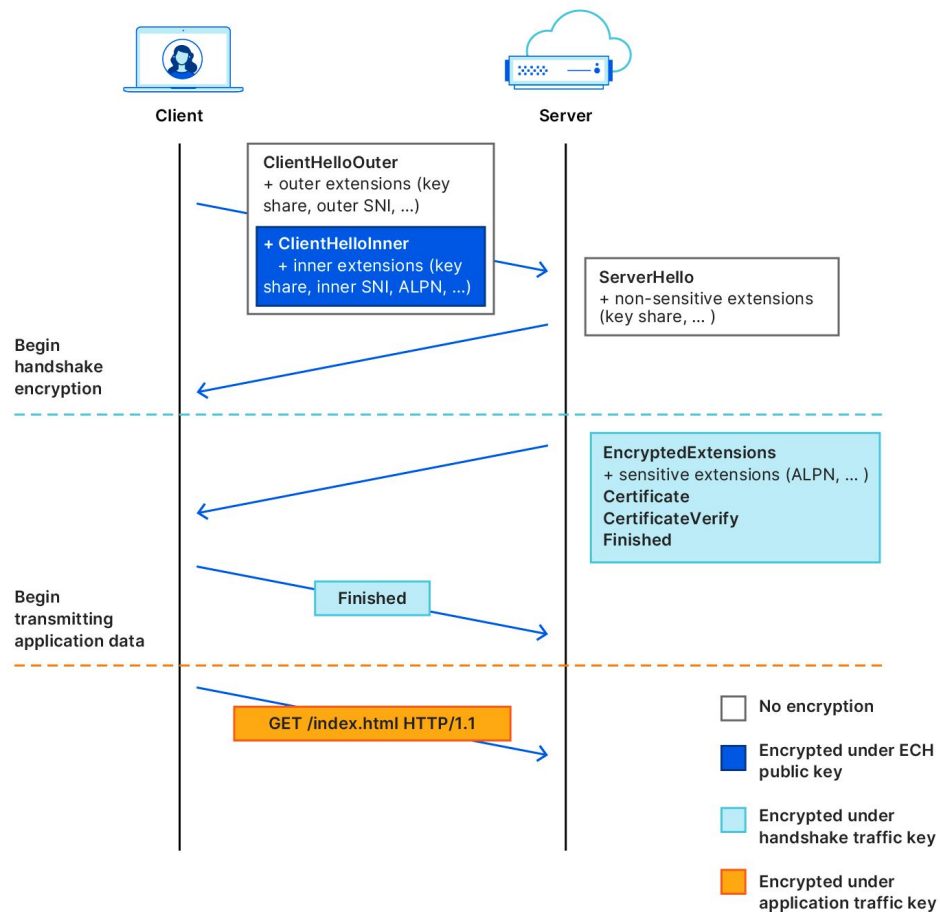 Client
Server
ClientHelloOuter
+ outer extensions (key
share, outer SNI, ...)
+ ClientHelloInner
+ inner extensions (key
share, inner SNI, ALPN, ...)
ServerHello
+ non-sensitive extensions
(key share, ... )
Begin
handshake
encryption
EncryptedExtensions
+ sensitive extensions (ALPN, ... )
Certificate
CertificateVerify
Finished
Finished
Begin
transmitting
application data
GET /index.html HTTP/1.1
No encryption
Encrypted under ECH
public key
Encrypted under
handshake traffic key
Encrypted under
application traffic key